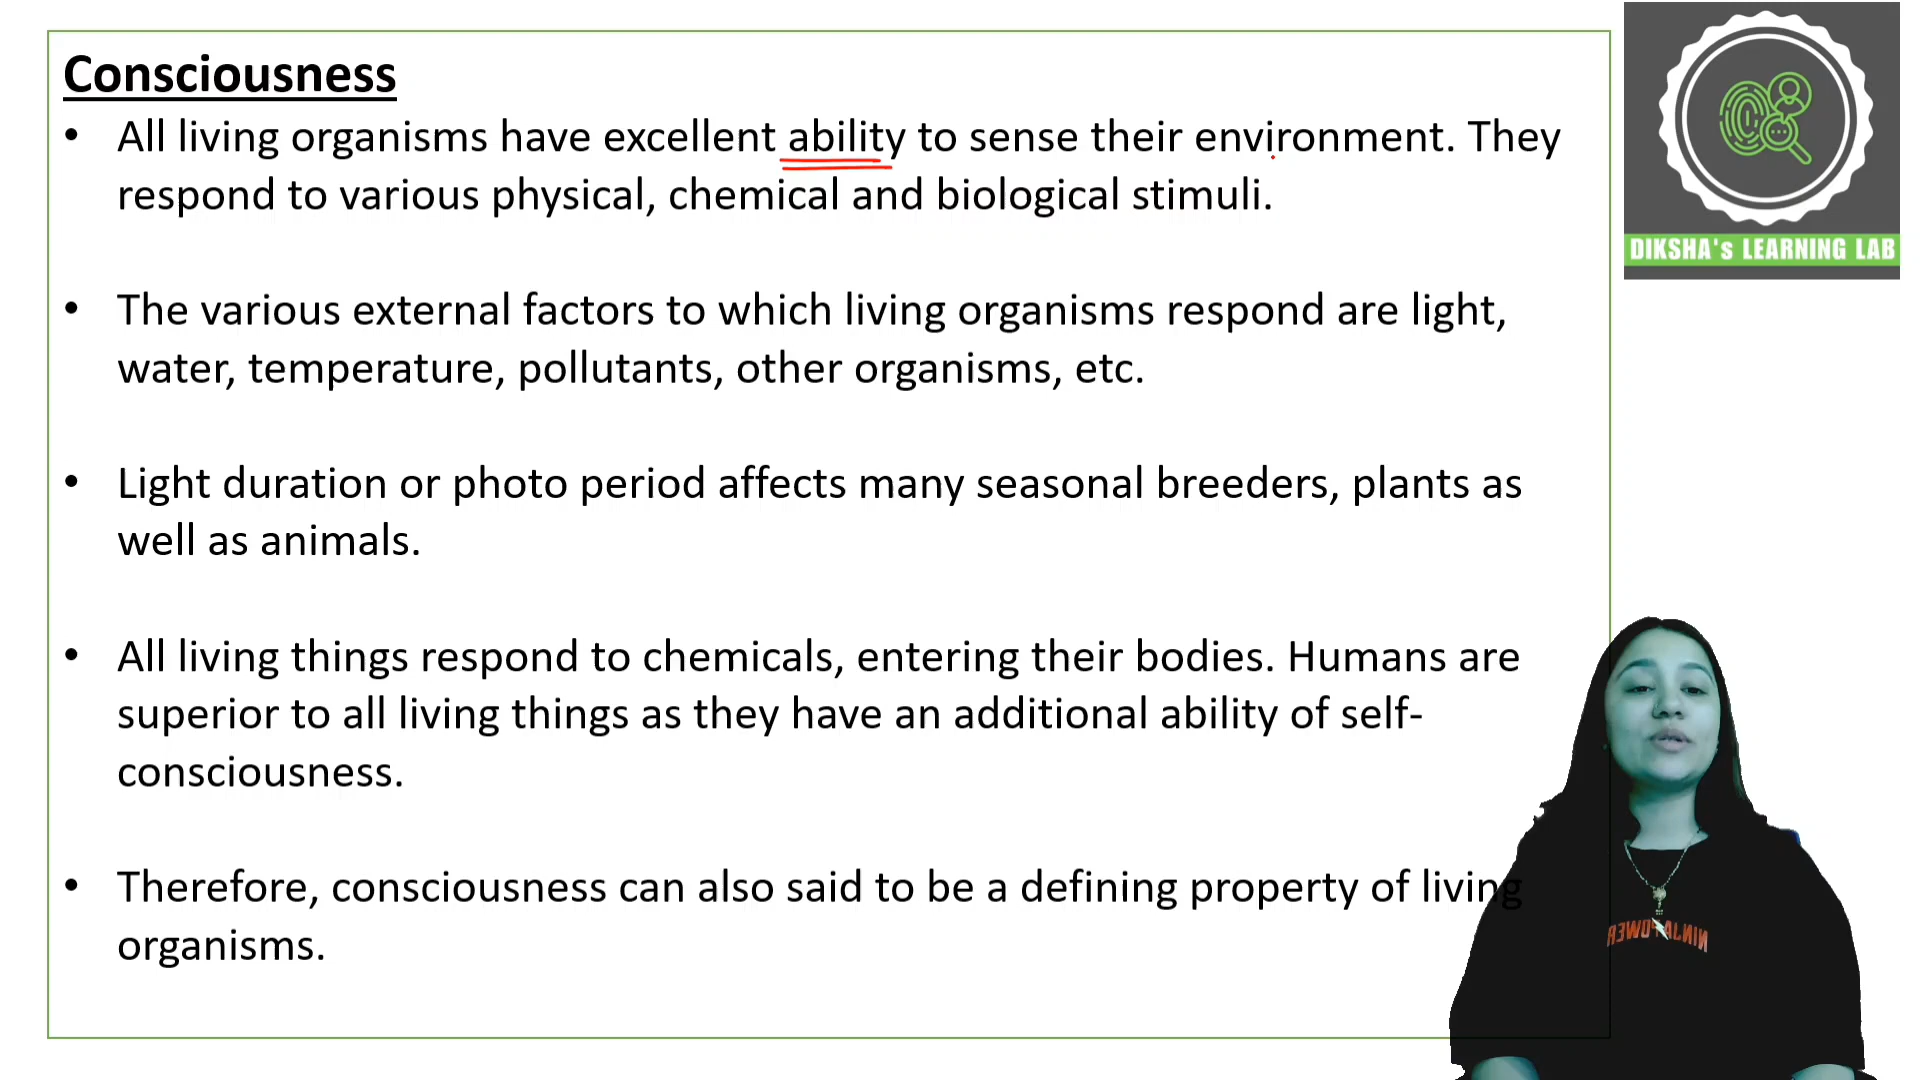 Consciousness
• All living organisms have excellent ability to sense their environment. They
respond to various physical, chemical and biological stimuli.
• The various external factors to which living organisms respond are light,
water, temperature, pollutants, other organisms, etc.
• Light duration or photo period affects many seasonal breeders, plants as
well as animals.
• All living things respond to chemicals, entering their bodies. Humans are
superior to all living things as they have an additional ability of self-
consciousness.
• Therefore, consciousness can also said to be a defining property of living
organisms.
DIKSHA's LEARNING LAB
NINJA POWER